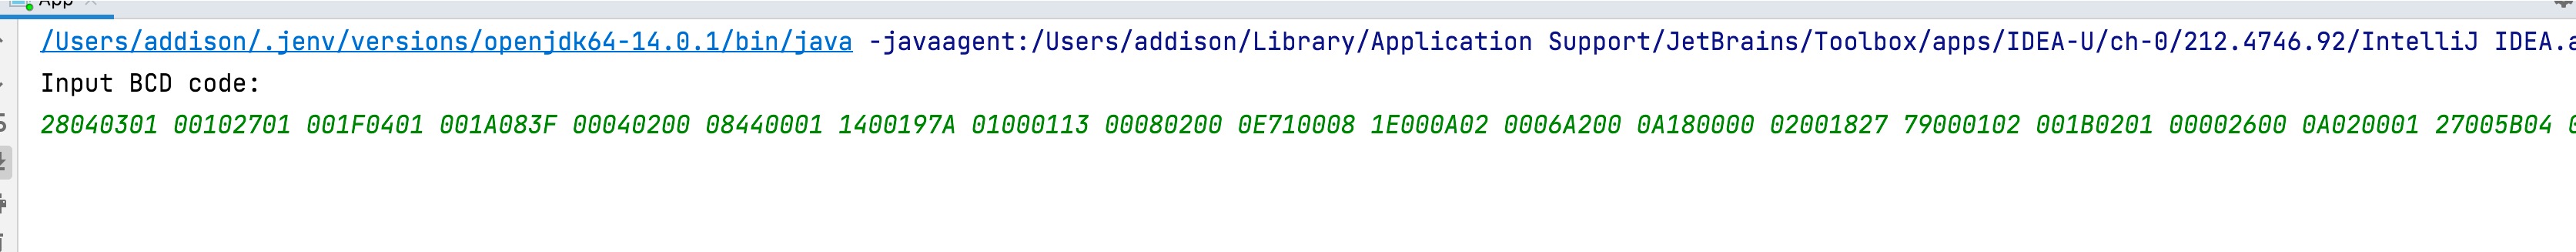 App
/Users/addison/.jenv/versions/openjdk64-14.0.1/bin/java -javaagent:/Users/addison/Library/Application Support/JetBrains/Toolbox/apps/IDEA-U/ch-0/212.4746.92/IntelliJ IDEA.a
Input BCD code:
28040301 00102701 001F0401 001A083F 00040200 08440001 1400197A 01000113 00080200 0E710008 1E000A02 0006A200 0A180000 02001827 79000102 001B0201 00002600 0A020001 27005B04